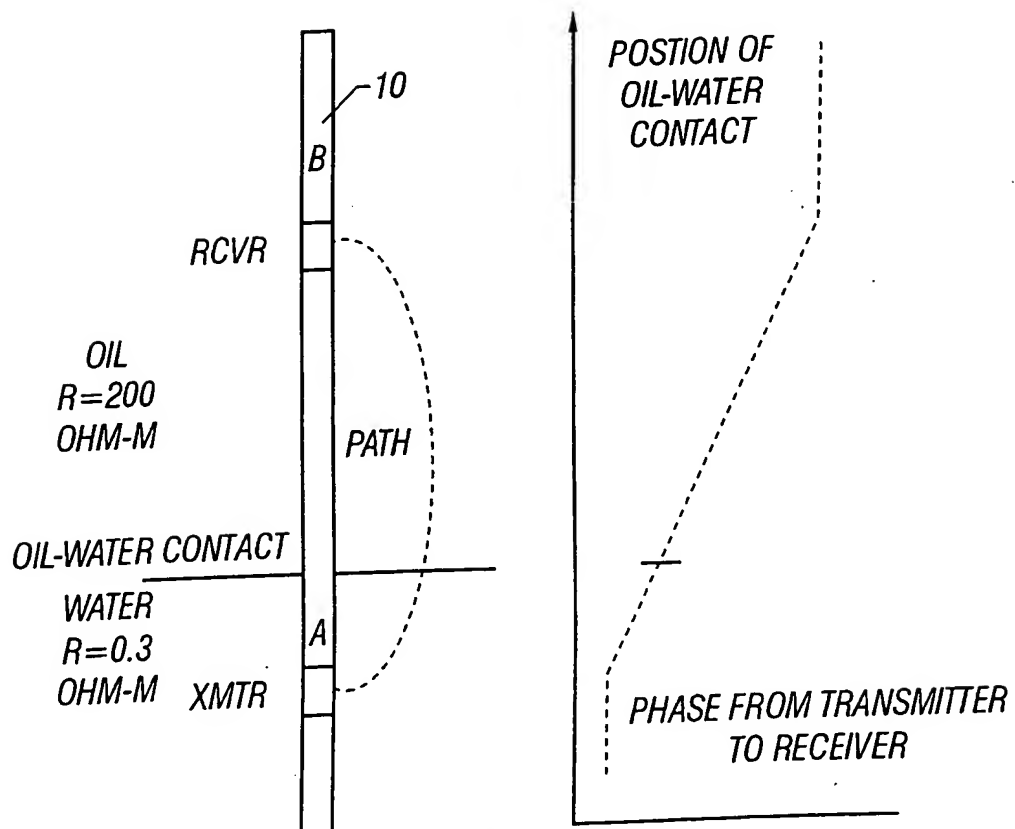 10
B
RCVR
OIL
R=200
OHM-M
PATH
OIL-WATER CONTACT
WATER
R=0.3
OHM-M
A
XMTR
POSTION OF
OIL-WATER
CONTACT
PHASE FROM TRANSMITTER
TO RECEIVER